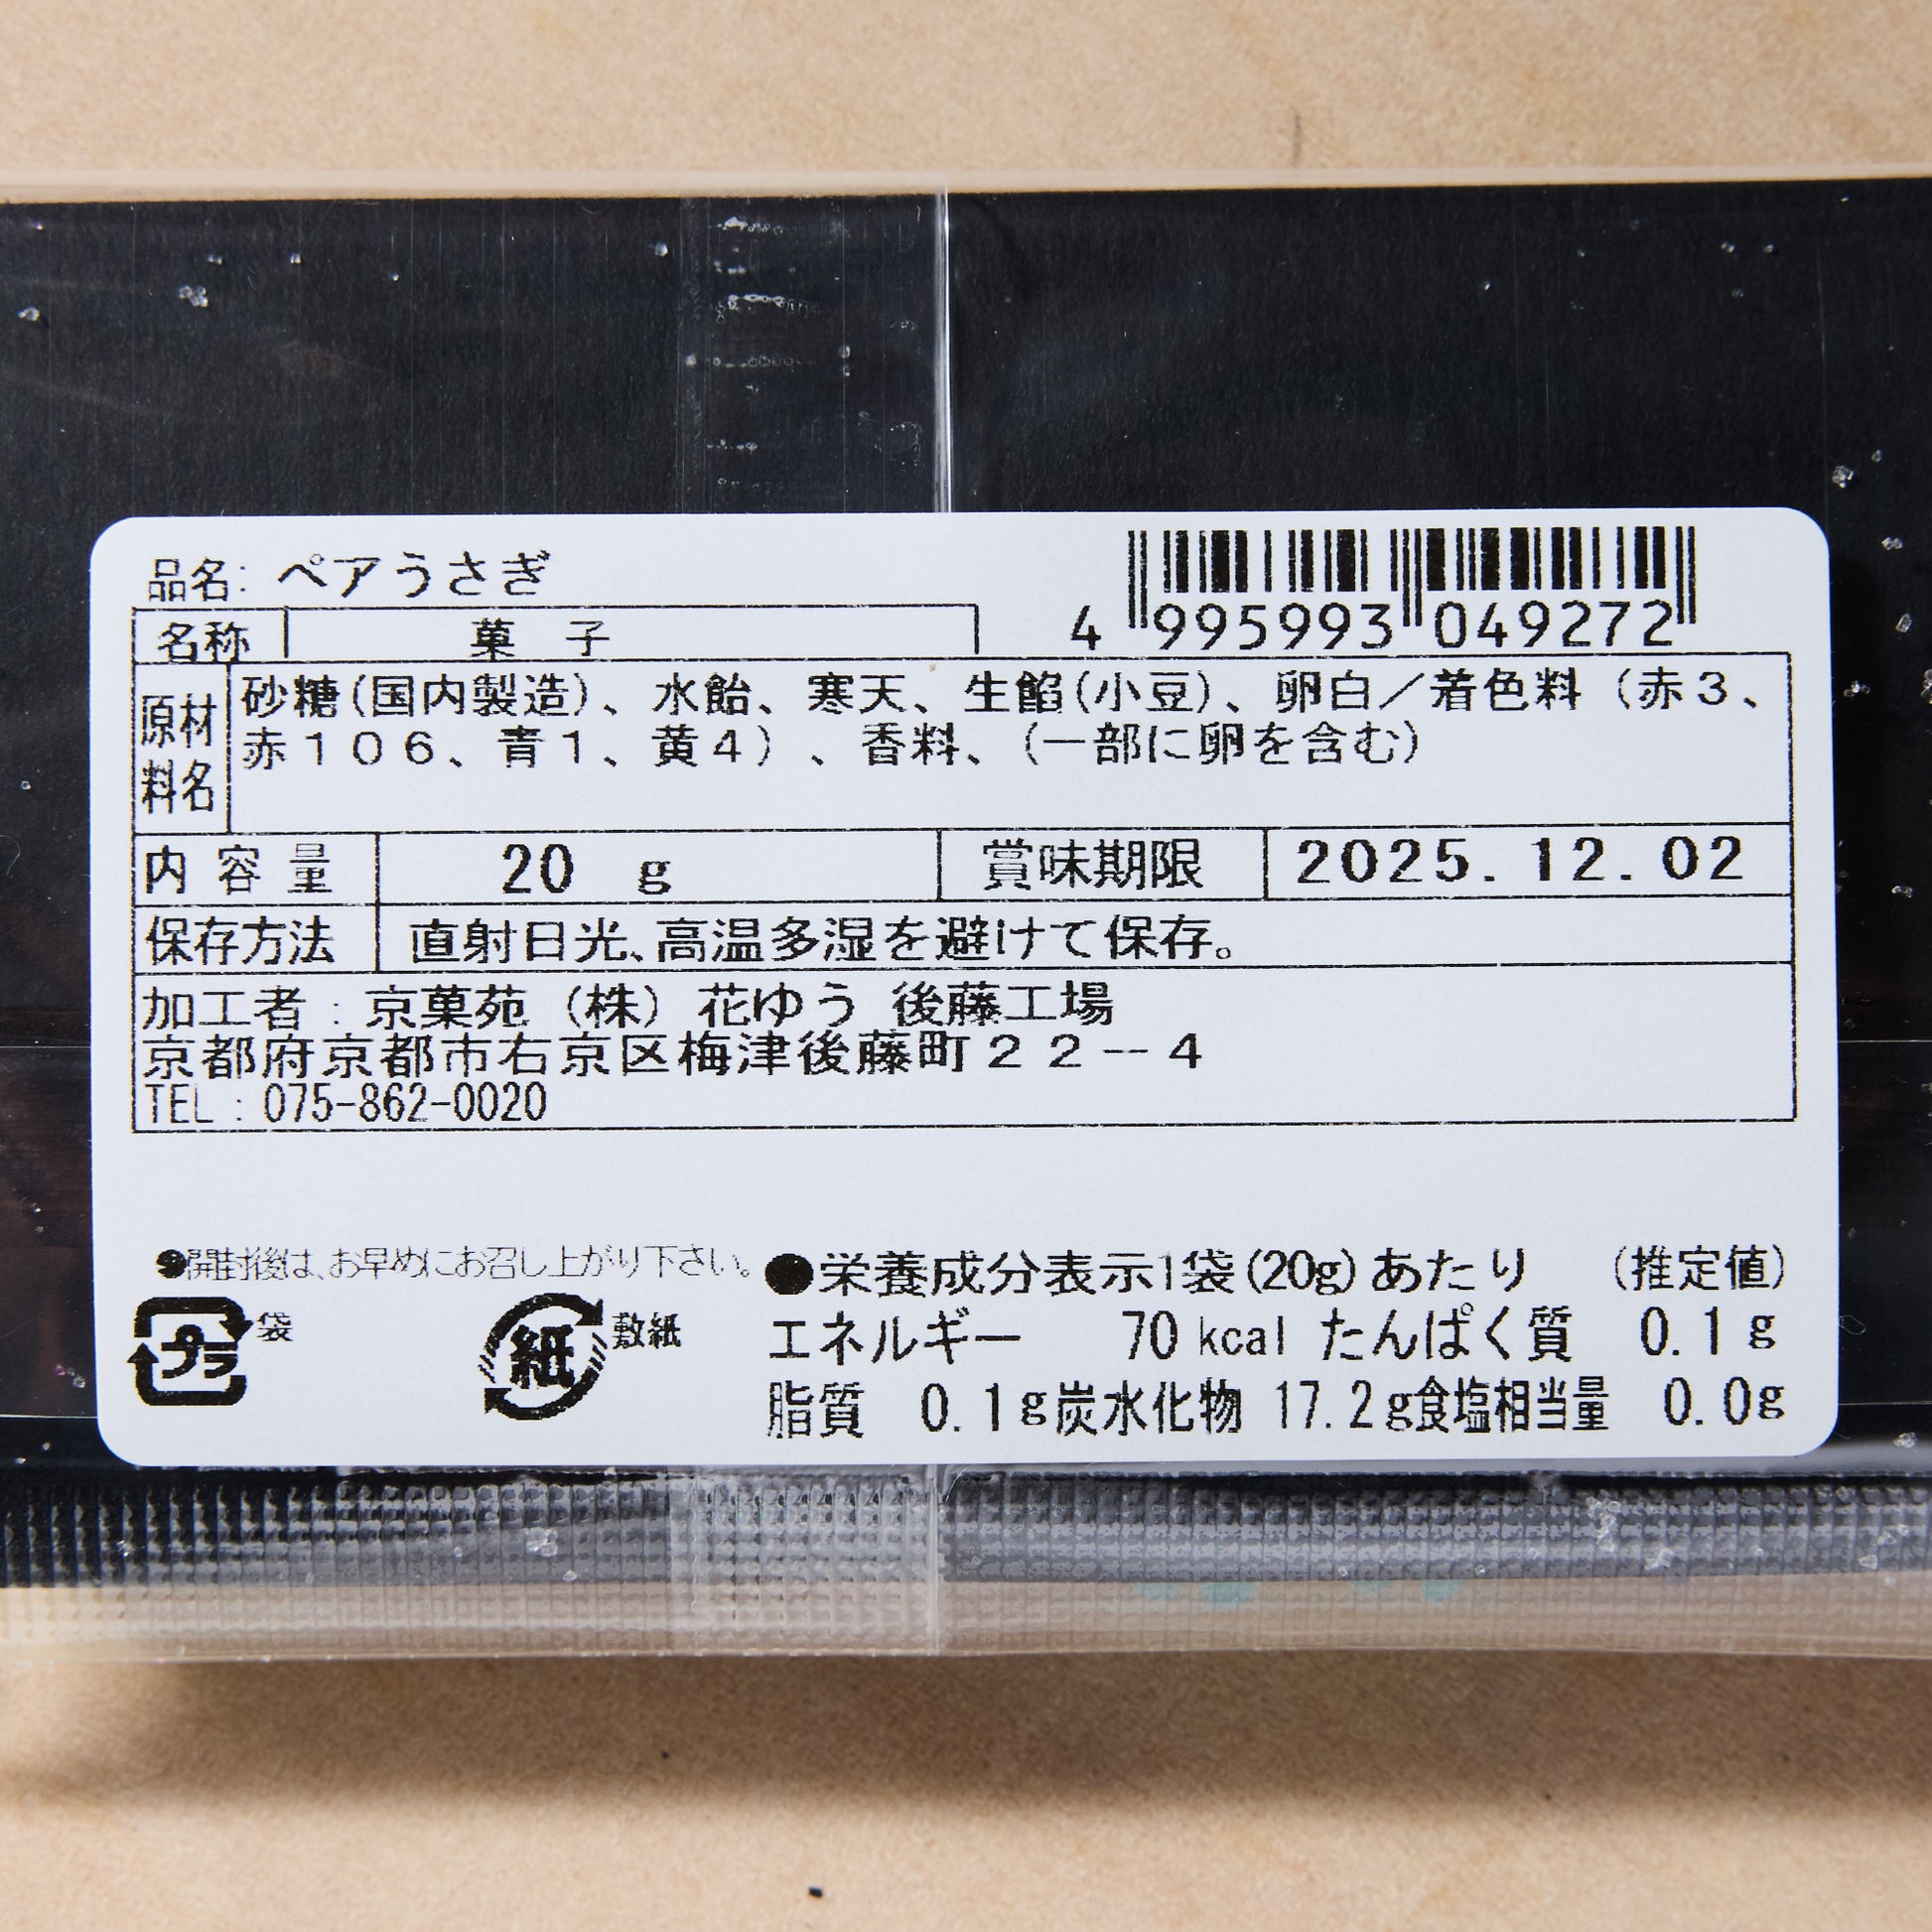 品名: ペアうさぎ
4 995993 049272
名称 菓子
原材料名 砂糖(国内製造)、水飴、寒天、生餡(小豆)、卵白／着色料（赤３、
赤１０６、青１、黄４）、香料、(一部に卵を含む)
内容量 20 g 賞味期限 2025.12.02
保存方法 直射日光、高温多湿を避けて保存。
加工者：京菓苑（株）花ゆう 後藤工場
京都府京都市右京区梅津後藤町２２−４
TEL：075-862-0020
●開封後は、お早めにお召し上がり下さい。
プラ 袋
紙 敷紙
●栄養成分表示1袋(20g)あたり （推定値）
エネルギー 70 kcal たんぱく質 0.1 g
脂質 0.1 g 炭水化物 17.2 g 食塩相当量 0.0g